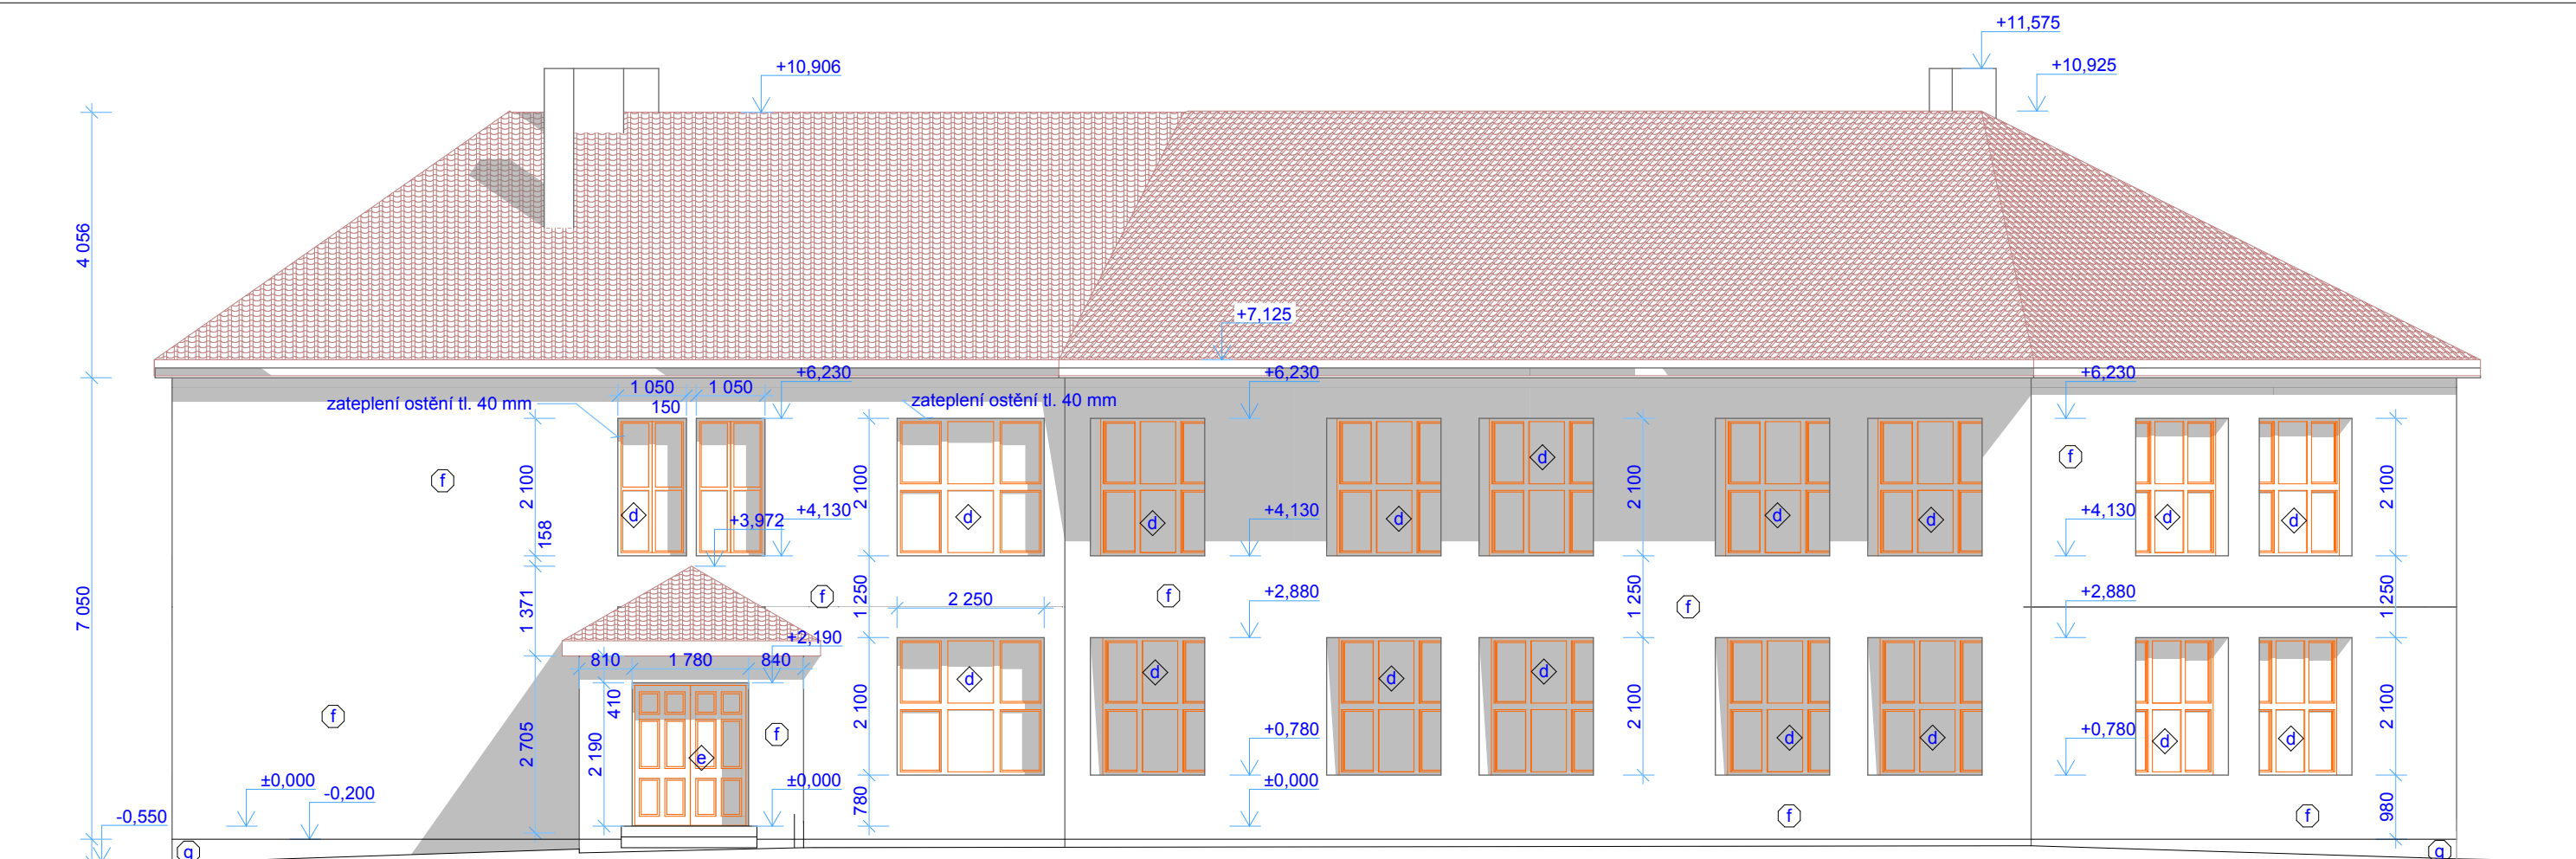 +11,575
+10,906
+10,925
4 056
+7,125
+6,230
+6,230
+6,230
1 050
1 050
150
zateplení ostění tl. 40 mm
zateplení ostění tl. 40 mm
d
f
f
2 100
2 100
2 100
2 100
d
d
d
d
d
d
d
d
+3,972
+4,130
+4,130
+4,130
158
7 050
1 371
f
1 250
2 250
f
+2,880
1 250
f
+2,880
1 250
+2,190
810
1 780
840
d
d
d
d
410
f
f
2 705
2 190
e
2 100
+0,780
2 100
d
d
+0,780
d
d
2 100
±0,000
-0,200
±0,000
780
±0,000
f
f
980
-0,550
g
g